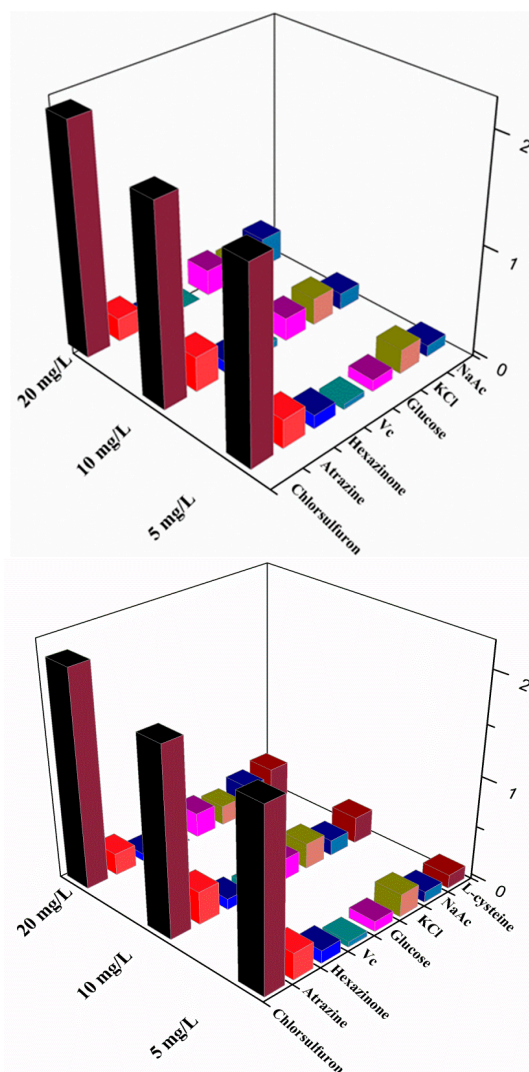 2
1
0
20 mg/L
10 mg/L
5 mg/L
NaAc
KCl
Glucose
Vc
Hexazinone
Atrazine
Chlorsulfuron
2
1
0
20 mg/L
10 mg/L
5 mg/L
L-cysteine
NaAc
KCl
Glucose
Vc
Hexazinone
Atrazine
Chlorsulfuron